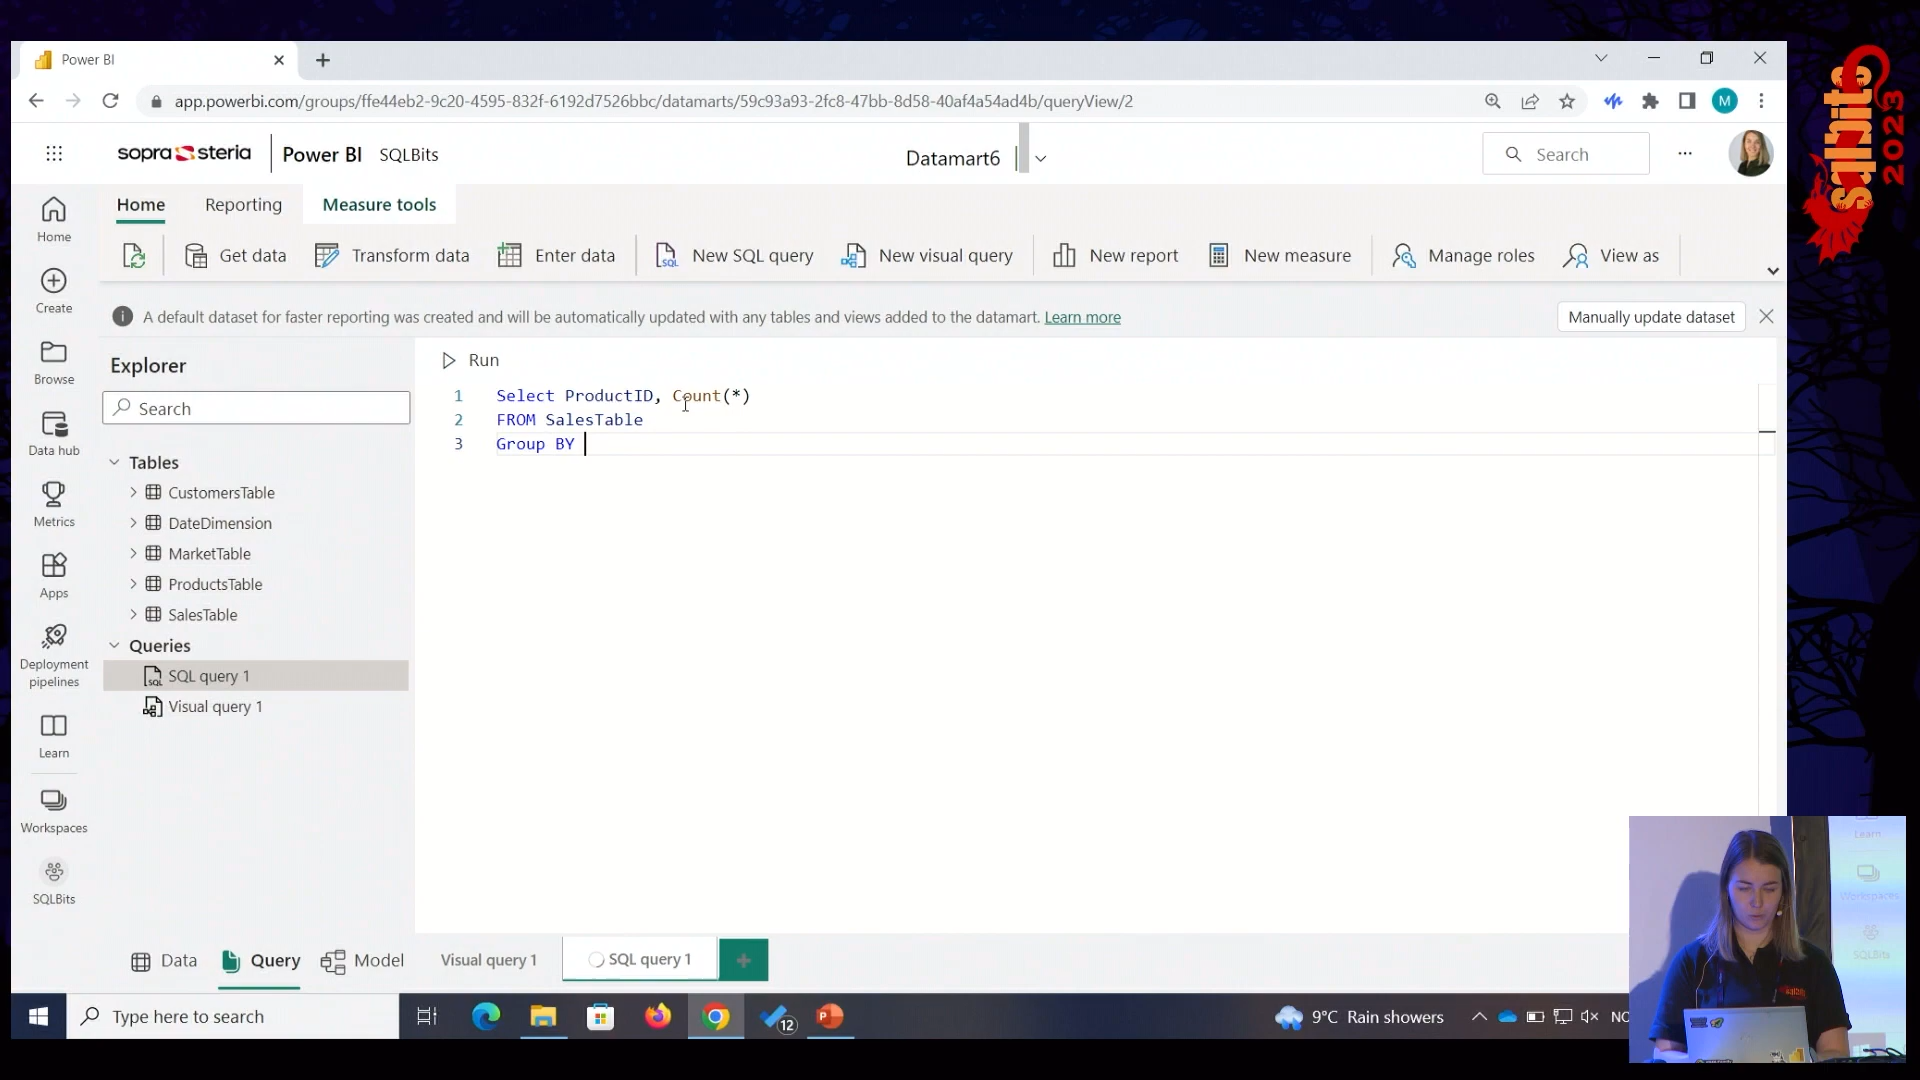 Power BI
app.powerbi.com/groups/ffe44eb2-9c20-4595-832f-6192d7526bbc/datamarts/59c93a93-2fc8-47bb-8d58-40af4a54ad4b/queryView/2
M
sopra steria
Power BI SQLBits
Datamart6
Search
Home Reporting Measure tools
Get data Transform data Enter data New SQL query New visual query New report New measure Manage roles View as
A default dataset for faster reporting was created and will be automatically updated with any tables and views added to the datamart. Learn more
Manually update dataset
Home
Create
Browse
Data hub
Metrics
Apps
Deployment
pipelines
Learn
Workspaces
SQLBits
Explorer
Search
Tables
CustomersTable
DateDimension
MarketTable
ProductsTable
SalesTable
Queries
SQL query 1
Visual query 1
Run
1 Select ProductID, Count(*)
2 FROM SalesTable
3 Group BY
Data Query Model
Visual query 1
SQL query 1
Type here to search
12
9°C Rain showers
NO
sqlbits
2023
Learn
Workspaces
SQLBits
sqlbits